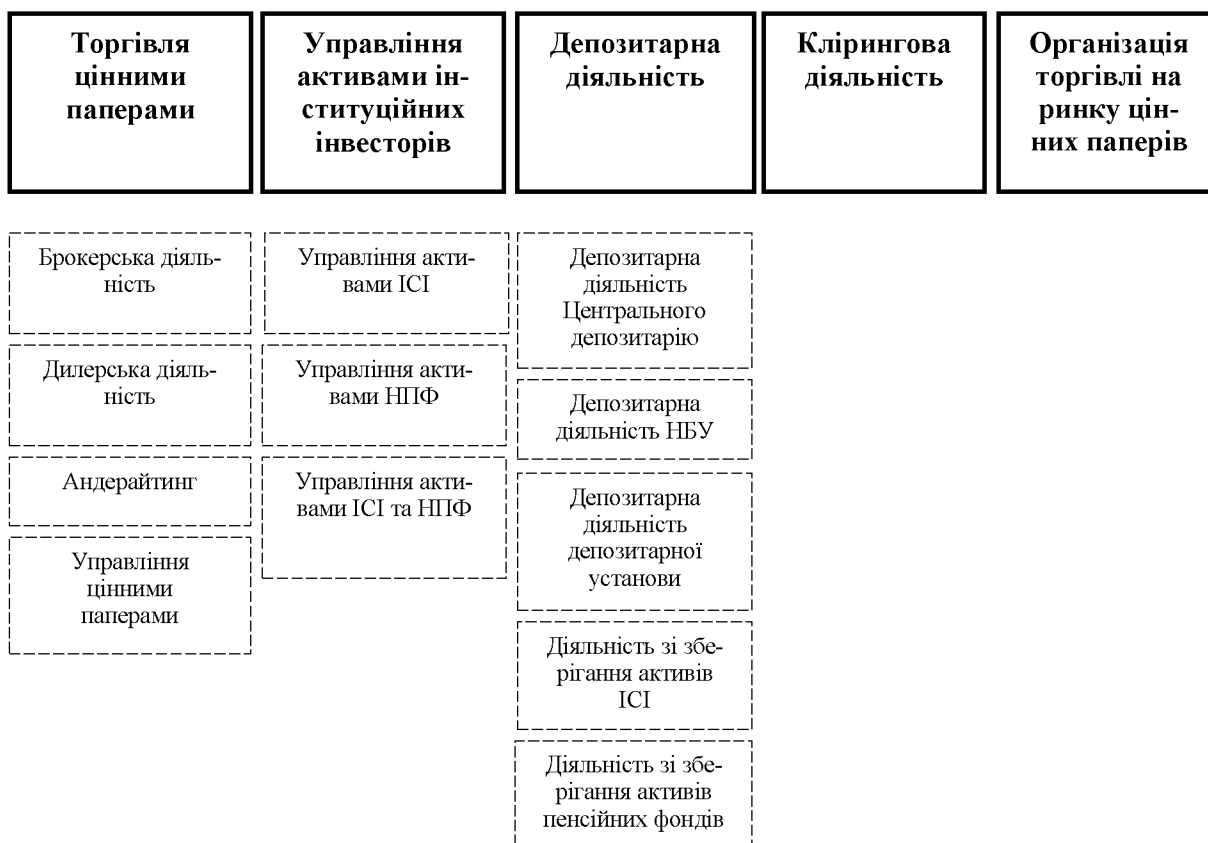 Торгівля
цінними
паперами
Управління
активами ін-
ституційних
інвесторів
Депозитарна
діяльність
Клірингова
діяльність
Організація
торгівлі на
ринку цін-
них паперів
Брокерська діяль-
ність
Дилерська діяль-
ність
Андерайтинг
Управління
цінними
паперами
Управління акти-
вами ІСІ
Управління акти-
вами НПФ
Управління акти-
вами ІСІ та НПФ
Депозитарна
діяльність
Центрального
депозитарію
Депозитарна
діяльність НБУ
Депозитарна
діяльність
депозитарної
установи
Діяльність зі збе-
рігання активів
ІСІ
Діяльність зі збе-
рігання активів
пенсійних фондів